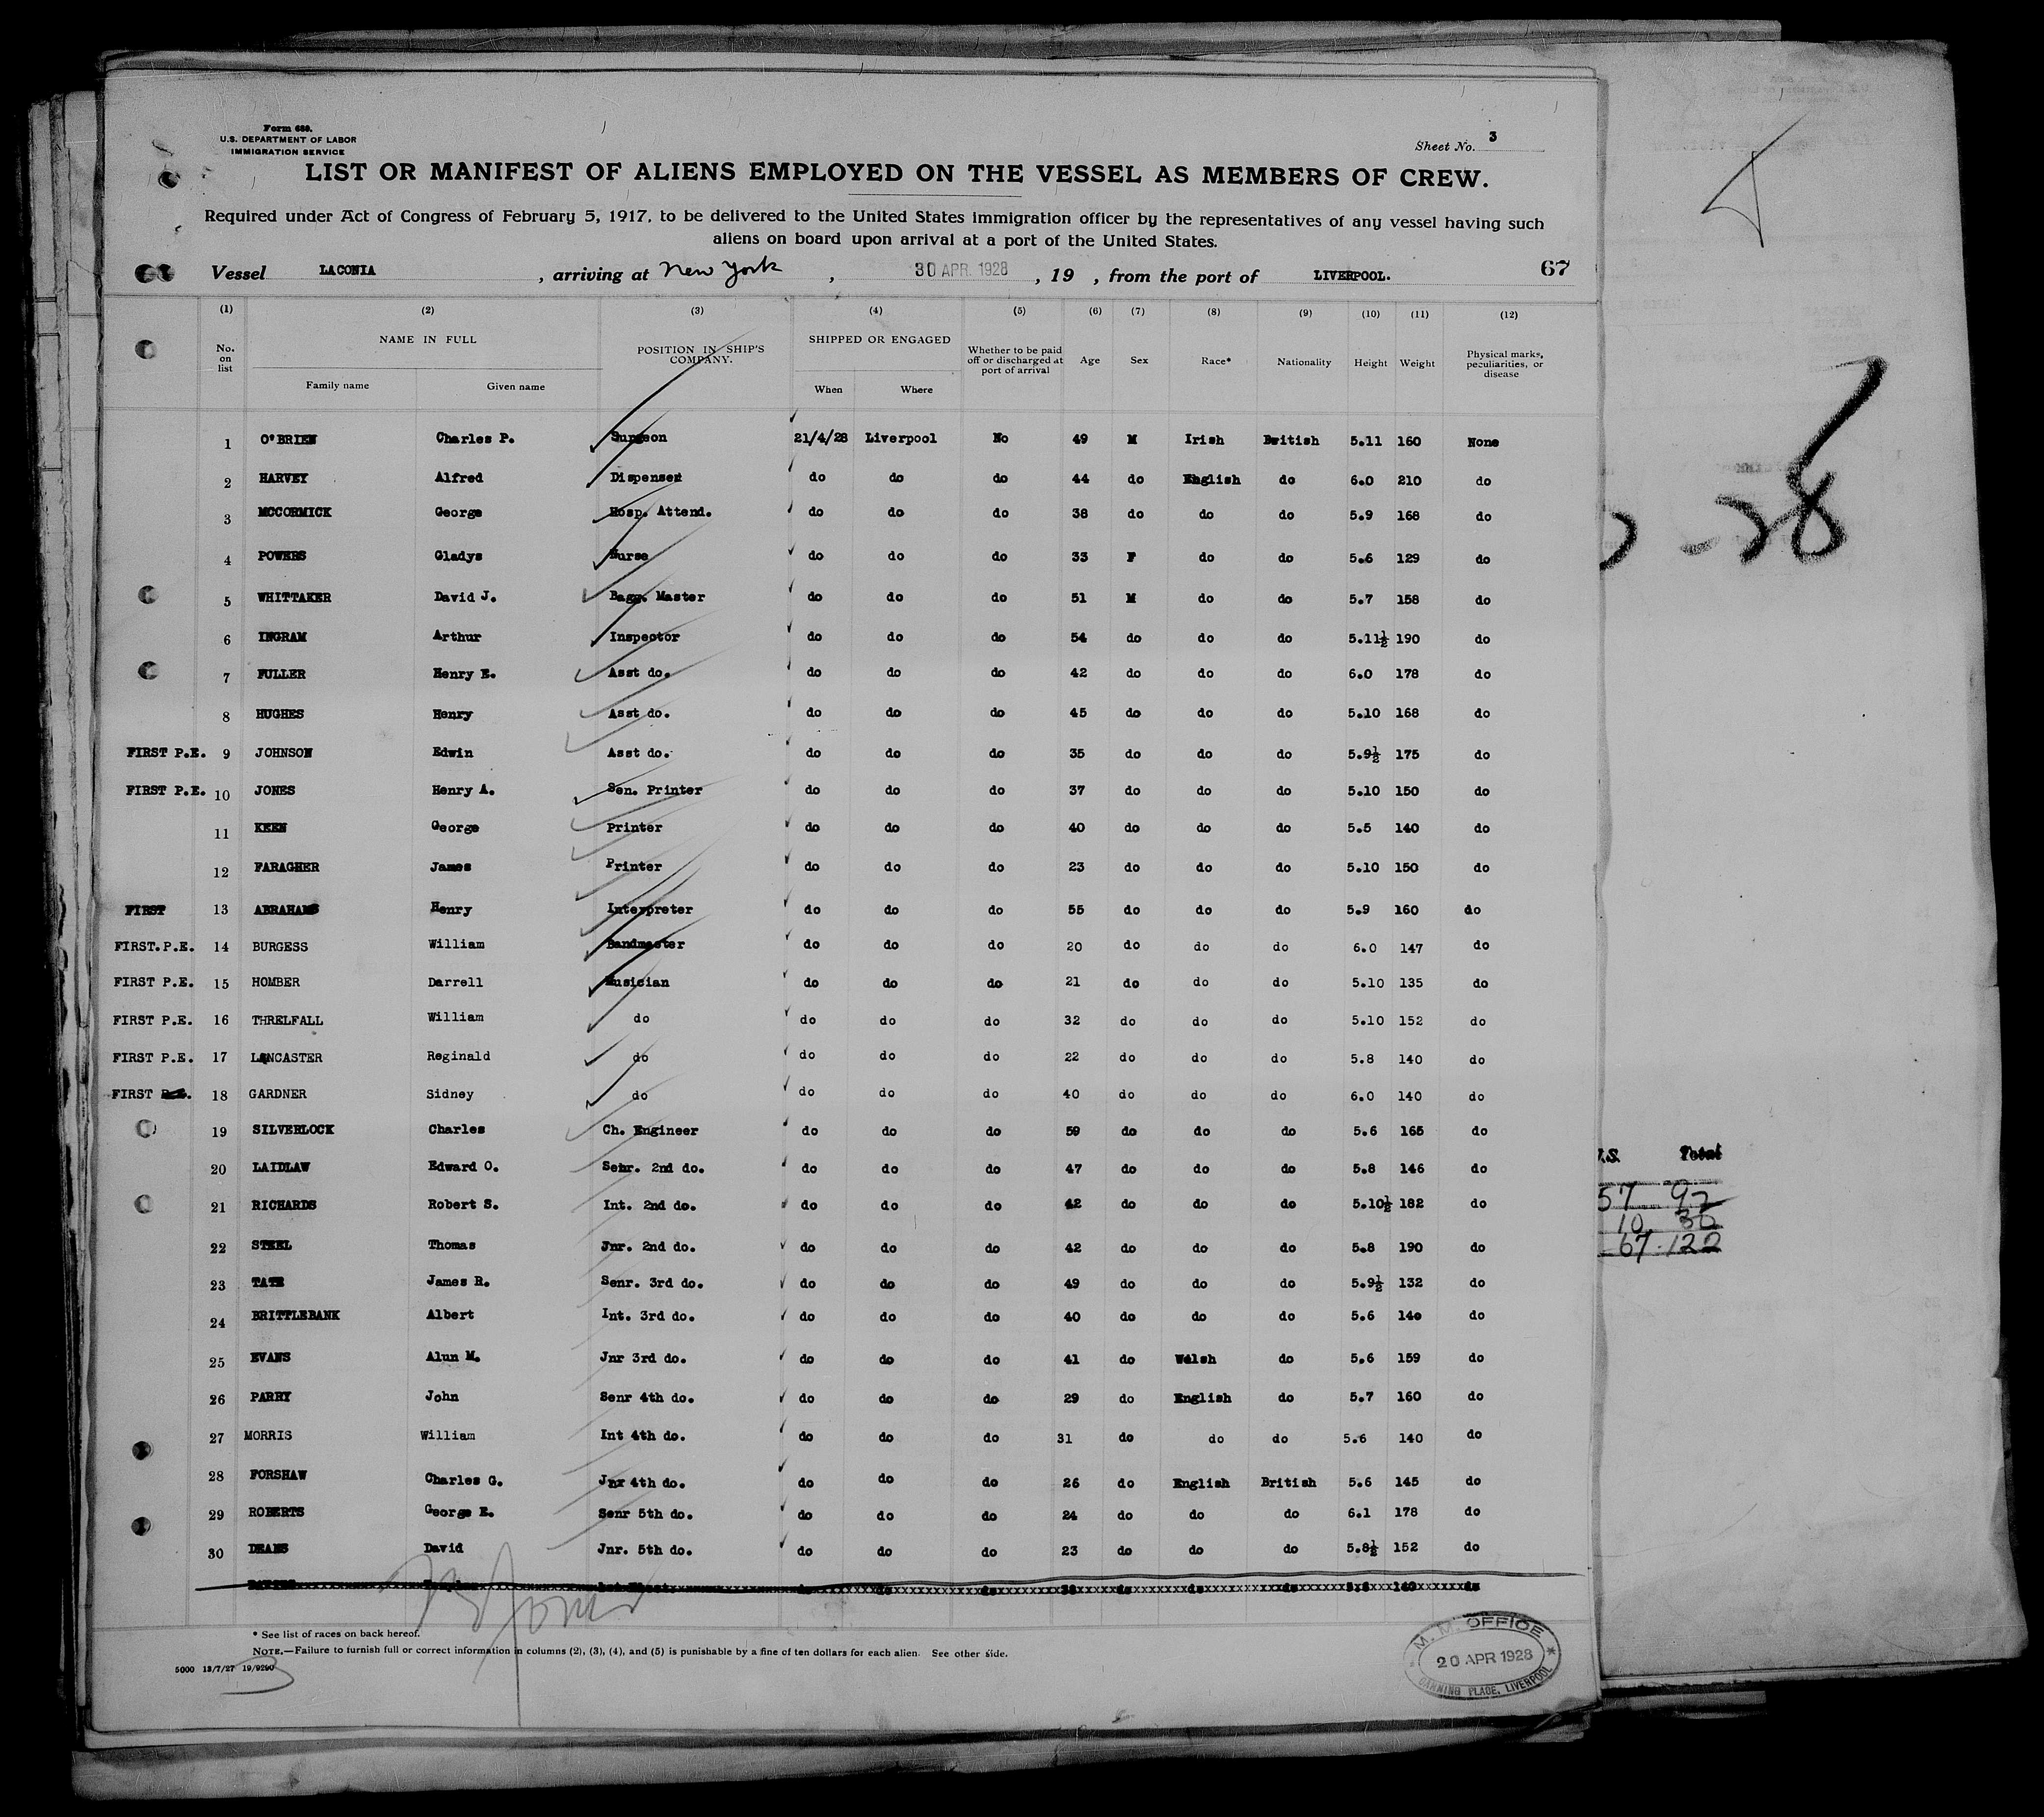 Form 689.
U.S. DEPARTMENT OF LABOR
IMMIGRATION SERVICE
Sheet No. 3
LIST OR MANIFEST OF ALIENS EMPLOYED ON THE VESSEL AS MEMBERS OF CREW.
Required under Act of Congress of February 5, 1917, to be delivered to the United States immigration officer by the representatives of any vessel having such
aliens on board upon arrival at a port of the United States.
Vessel LACONIA , arriving at New York , 30 APR. 1928 , 19 , from the port of LIVERPOOL. 67
(1) (2) (3) (4) (5) (6) (7) (8) (9) (10) (11) (12)
No. on list NAME IN FULL Family name Given name POSITION IN SHIP'S COMPANY. SHIPPED OR ENGAGED When Where Whether to be paid off or discharged at port of arrival Age Sex Race* Nationality Height Weight Physical marks, peculiarities, or disease
1 O'BRIEN Charles P. Surgeon 21/4/28 Liverpool No 49 M Irish British 5.11 160 None
2 HARVEY Alfred Dispenser do do do 44 do English do 6.0 210 do
3 MCCORMICK George Hosp. Attend. do do do 38 do do do 5.9 168 do
4 POWERS Gladys Nurse do do do 33 F do do 5.6 129 do
5 WHITTAKER David J. Bagg. Master do do do 51 M do do 5.7 158 do
6 INGRAM Arthur Inspector do do do 54 do do do 5.11½ 190 do
7 FULLER Henry E. Asst do. do do do 42 do do do 6.0 178 do
8 HUGHES Henry Asst do. do do do 45 do do do 5.10 168 do
FIRST P.E. 9 JOHNSON Edwin Asst do. do do do 35 do do do 5.9½ 175 do
FIRST P.E. 10 JONES Henry A. Sen. Printer do do do 37 do do do 5.10 150 do
11 KEEN George Printer do do do 40 do do do 5.5 140 do
12 FARAGHER James Printer do do do 23 do do do 5.10 150 do
FIRST 13 ABRAHAMS Henry Interpreter do do do 55 do do do 5.9 160 do
FIRST.P.E. 14 BURGESS William Bandmaster do do do 20 do do do 6.0 147 do
FIRST P.E. 15 HOMBER Darrell Musician do do do 21 do do do 5.10 135 do
FIRST P.E. 16 THRELFALL William do do do do 32 do do do 5.10 152 do
FIRST P.E. 17 LANCASTER Reginald do do do do 22 do do do 5.8 140 do
FIRST 18 GARDNER Sidney do do do do 40 do do do 6.0 140 do
19 SILVERLOCK Charles Ch. Engineer do do do 59 do do do 5.6 165 do
20 LAIDLAW Edward O. Senr. 2nd do. do do do 47 do do do 5.8 146 do
21 RICHARDS Robert S. Int. 2nd do. do do do 42 do do do 5.10½ 182 do
22 STEEL Thomas Jnr. 2nd do. do do do 42 do do do 5.8 190 do
23 TATE James R. Senr. 3rd do. do do do 49 do do do 5.9½ 132 do
24 BRITTLEBANK Albert Int. 3rd do. do do do 40 do do do 5.6 140 do
25 EVANS Alun M. Jnr 3rd do. do do do 41 do Welsh do 5.6 159 do
26 PARRY John Senr 4th do. do do do 29 do English do 5.7 160 do
27 MORRIS William Int 4th do. do do do 31 do do do 5.6 140 do
28 FORSHAW Charles G. Jnr 4th do. do do do 26 do English British 5.6 145 do
29 ROBERTS George E. Senr 5th do. do do do 24 do do do 6.1 178 do
30 DEANS David Jnr. 5th do. do do do 23 do do do 5.8½ 152 do
* See list of races on back hereof.
NOTE.—Failure to furnish full or correct information in columns (2), (3), (4), and (5) is punishable by a fine of ten dollars for each alien. See other side.
5000 13/7/27 19/9290
3
M. M. OFFICE
20 APR 1928
CANNING PLACE, LIVERPOOL
28
Total
57 92
10 30
67 122